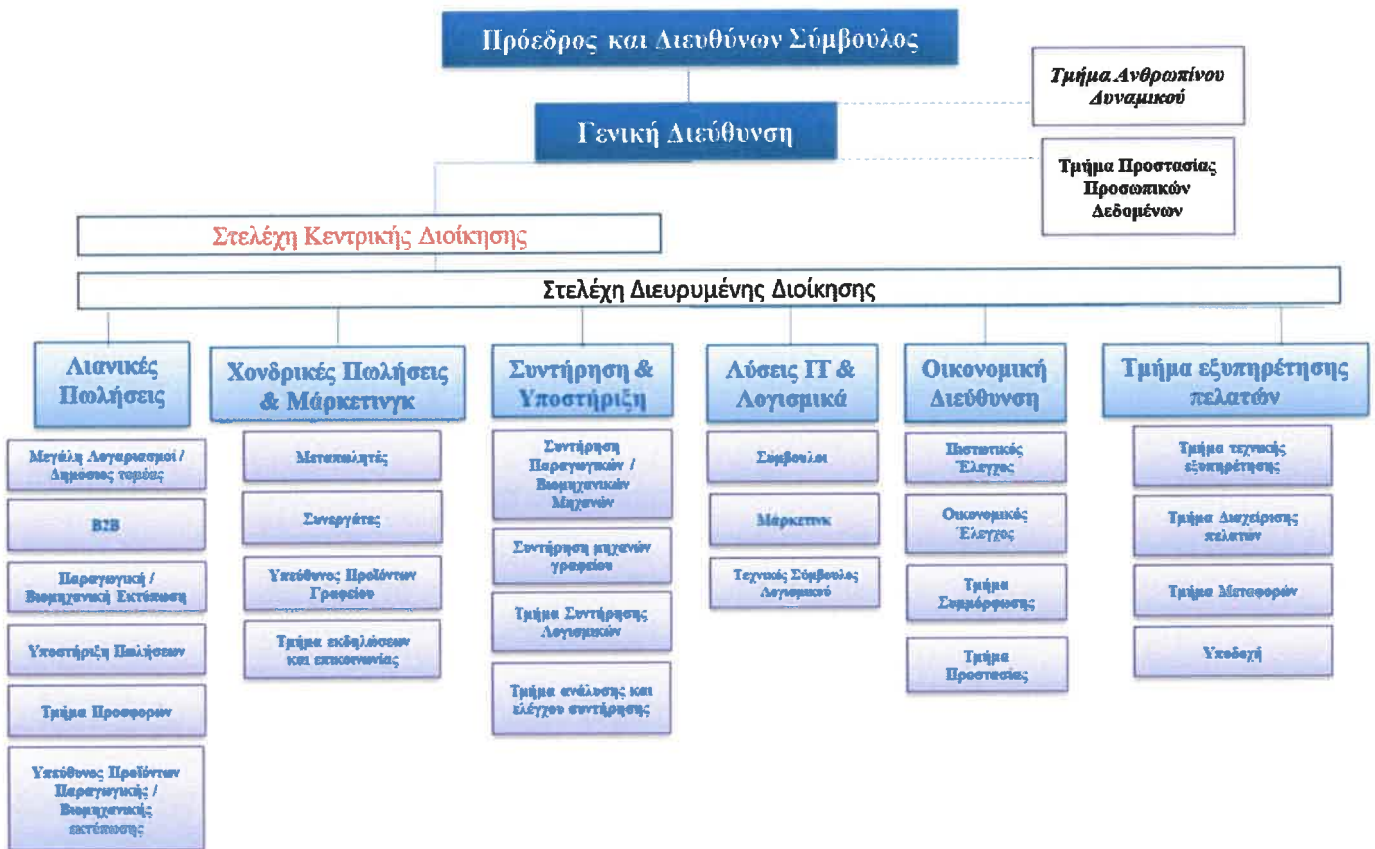 Πρόεδρος και Διευθύνων Σύμβουλος
Τμήμα Ανθρωπίνου
Δυναμικού
Γενική Διεύθυνση
Τμήμα Προστασίας
Προσωπικών
Δεδομένων
Στελέχη Κεντρικής Διοίκησης
Στελέχη Διευρυμένης Διοίκησης
Λιανικές
Πωλήσεις
Μεγάλη Λογαριασμοί /
Δημόσιος τομέας
B2B
Παραγωγική /
Βιομηχανική Εκτύπωση
Υποστήριξη Πωλήσεων
Τμήμα Προσφορών
Υπεύθυνος Προϊόντων
Παραγωγικής /
Βιομηχανικής
εκτύπωσης
Χονδρικές Πωλήσεις
& Μάρκετινγκ
Μεταπωλητές
Συνεργάτες
Υπεύθυνος Προϊόντων
Γραφείου
Τμήμα εκδηλώσεων
και επικοινωνίας
Συντήρηση &
Υποστήριξη
Συντήρηση
Παραγωγικών /
Βιομηχανικών
Μηχανών
Συντήρηση μηχανών
γραφείου
Τμήμα Συντήρησης
Λογισμικών
Τμήμα ανάλυσης και
ελέγχου συντήρησης
Λύσεις IT &
Λογισμικά
Σύμβουλοι
Μάρκετινκ
Τεχνικός Σύμβουλος
Λογισμικού
Οικονομική
Διεύθυνση
Πιστωτικός
Έλεγχος
Οικονομικός
Έλεγχος
Τμήμα
Συμμόρφωσης
Τμήμα
Προστασίας
Τμήμα εξυπηρέτησης
πελατών
Τμήμα τεχνικής
εξυπηρέτησης
Τμήμα Διαχείρισης
πελατών
Τμήμα Μεταφορών
Υποδοχή